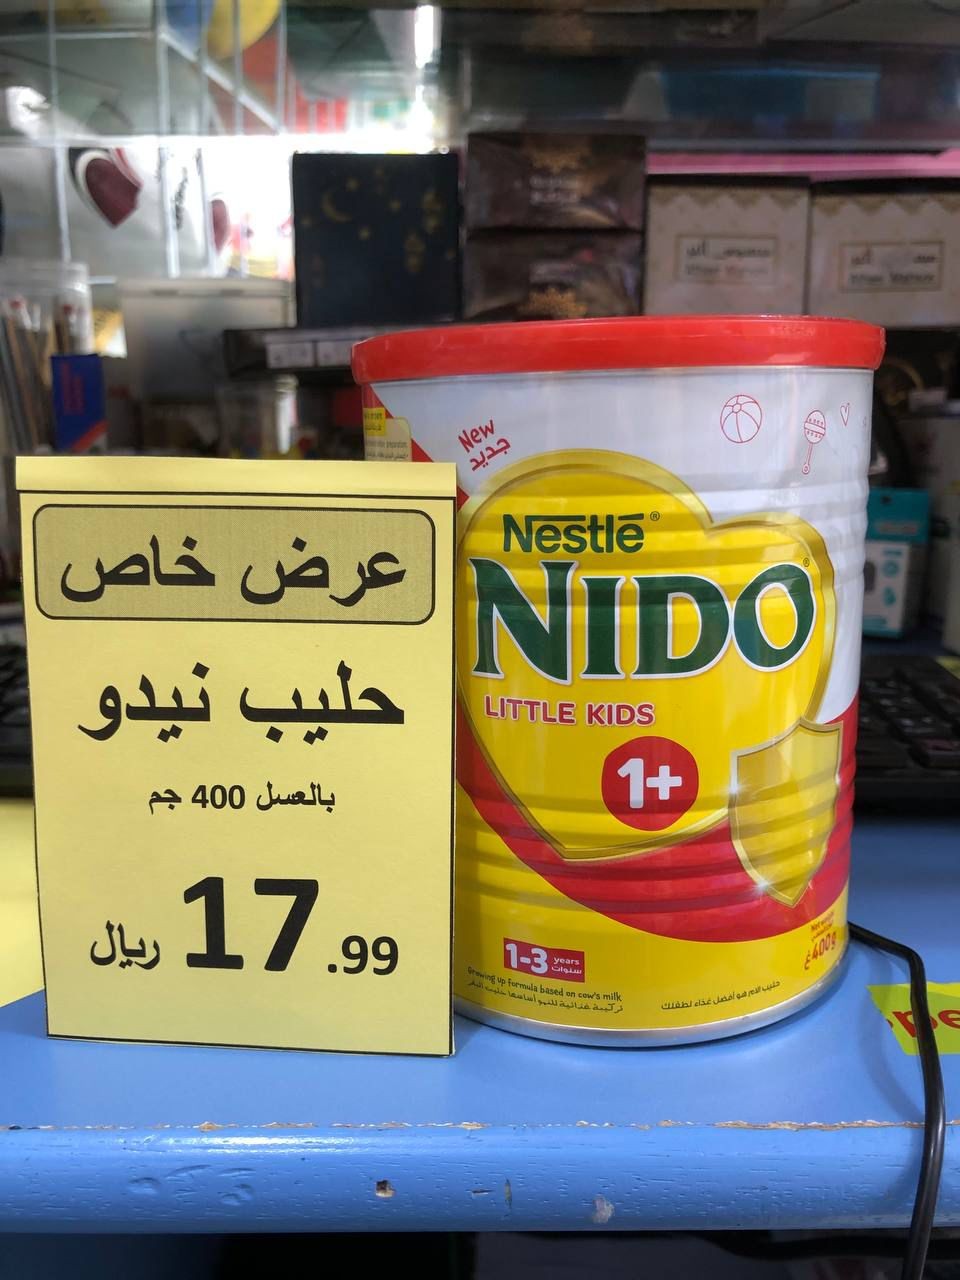 عرض خاص
حليب نيدو
بالعسل 400 جم
17.99 ريال
New
جديد
Nestlé®
NIDO®
LITTLE KIDS
1+
1-3 years
سنوات
Growing up formula based on cow's milk
تركيبة غذائية للنمو أساسها حليب البقر
حليب الأم هو أفضل غذاء لطفلك
Net weight
400g
غ